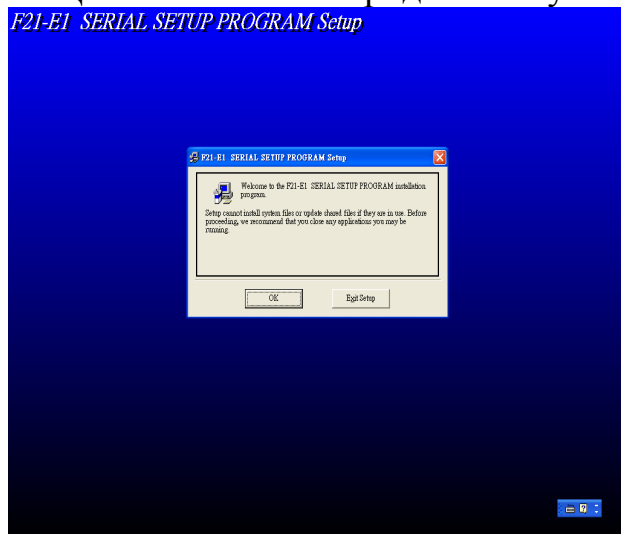 F21-E1 SERIAL SETUP PROGRAM Setup
F21-E1 SERIAL SETUP PROGRAM Setup
Welcome to the F21-E1 SERIAL SETUP PROGRAM installation
program.
Setup cannot install system files or update shared files if they are in use. Before
proceeding, we recommend that you close any applications you may be
running.
OK
Exit Setup